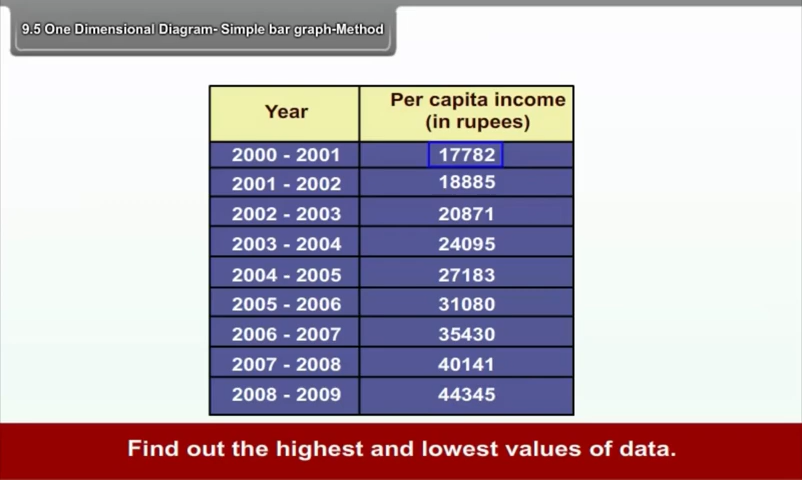 9.5 One Dimensional Diagram- Simple bar graph-Method
Year Per capita income
(in rupees)
2000 - 2001 17782
2001 - 2002 18885
2002 - 2003 20871
2003 - 2004 24095
2004 - 2005 27183
2005 - 2006 31080
2006 - 2007 35430
2007 - 2008 40141
2008 - 2009 44345
Find out the highest and lowest values of data.